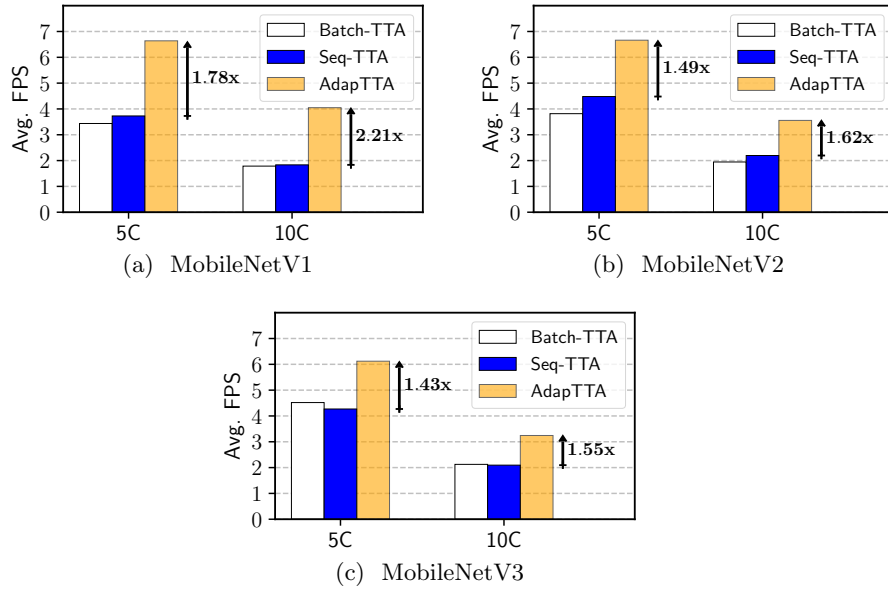 7
6
5
4
3
2
1
0
Avg. FPS
Batch-TTA
Seq-TTA
AdapTTA
1.78x
2.21x
5C
10C
(a) MobileNetV1
7
6
5
4
3
2
1
0
Avg. FPS
Batch-TTA
Seq-TTA
AdapTTA
1.49x
1.62x
5C
10C
(b) MobileNetV2
7
6
5
4
3
2
1
0
Avg. FPS
Batch-TTA
Seq-TTA
AdapTTA
1.43x
1.55x
5C
10C
(c) MobileNetV3